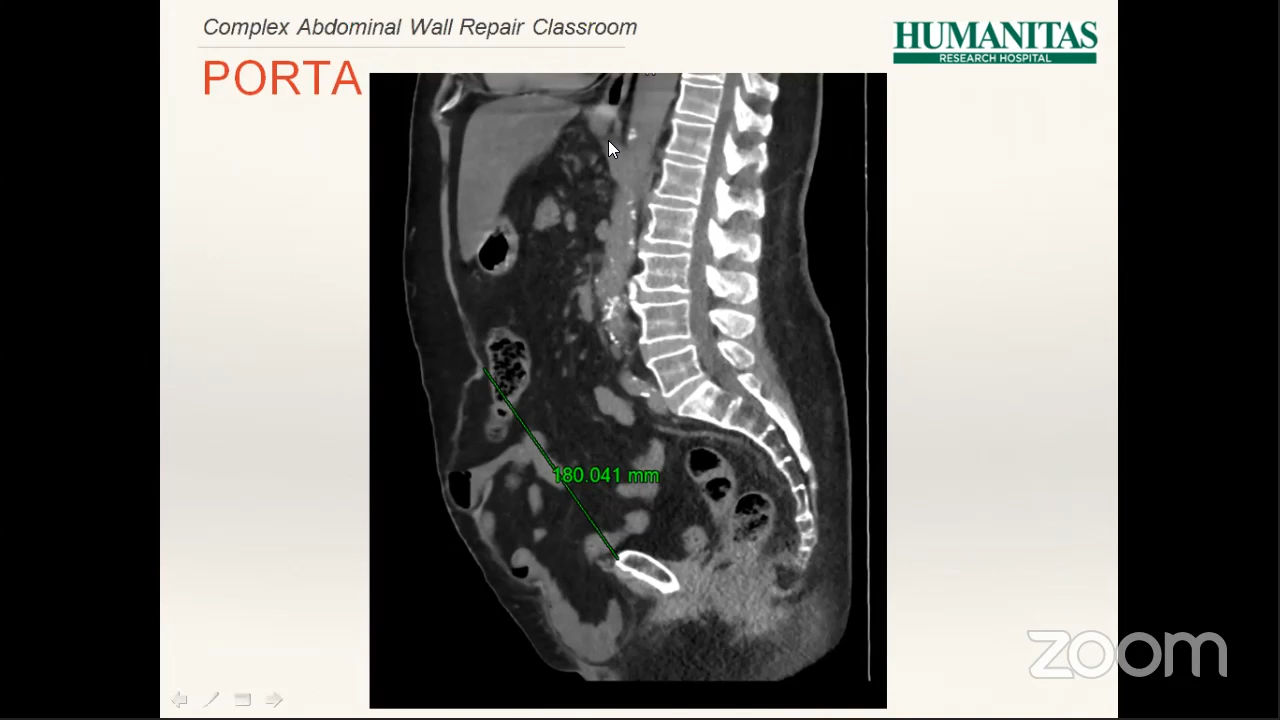 Complex Abdominal Wall Repair Classroom
HUMANITAS
RESEARCH HOSPITAL
PORTA
180.041 mm
zoom